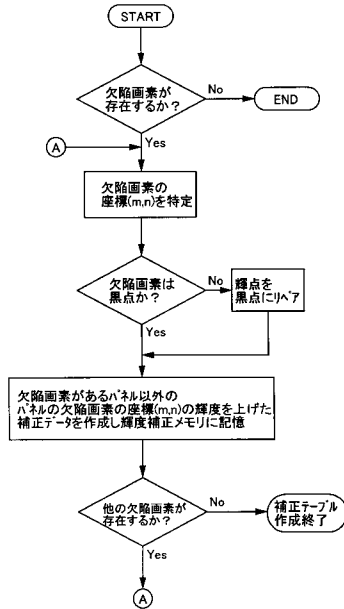 START
欠陥画素が
存在するか？
No
END
Yes
A
欠陥画素の
座標(m,n)を特定
欠陥画素は
黒点か？
No
輝点を
黒点にﾘﾍﾟｱ
Yes
欠陥画素があるﾊﾟﾈﾙ以外の
ﾊﾟﾈﾙの欠陥画素の座標(m,n)の輝度を上げた
補正ﾃﾞｰﾀを作成し輝度補正ﾒﾓﾘに記憶
他の欠陥画素が
存在するか？
No
補正テーブル
作成終了
Yes
A